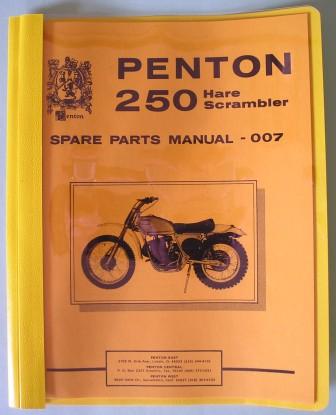 Penton
PENTON
250 Hare
Scrambler
SPARE PARTS MANUAL - 007
PENTON EAST
PENTON CENTRAL
PENTON WEST